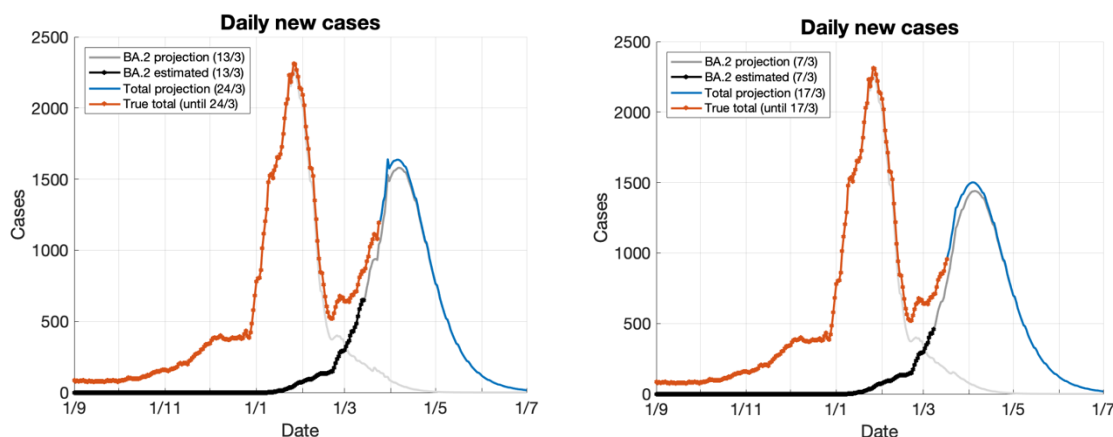 Daily new cases
2500
2000
1500
1000
500
0
Cases
BA.2 projection (13/3)
BA.2 estimated (13/3)
Total projection (24/3)
True total (until 24/3)
1/9
1/11
1/1
1/3
1/5
1/7
Date
Daily new cases
2500
2000
1500
1000
500
0
Cases
BA.2 projection (7/3)
BA.2 estimated (7/3)
Total projection (17/3)
True total (until 17/3)
1/9
1/11
1/1
1/3
1/5
1/7
Date